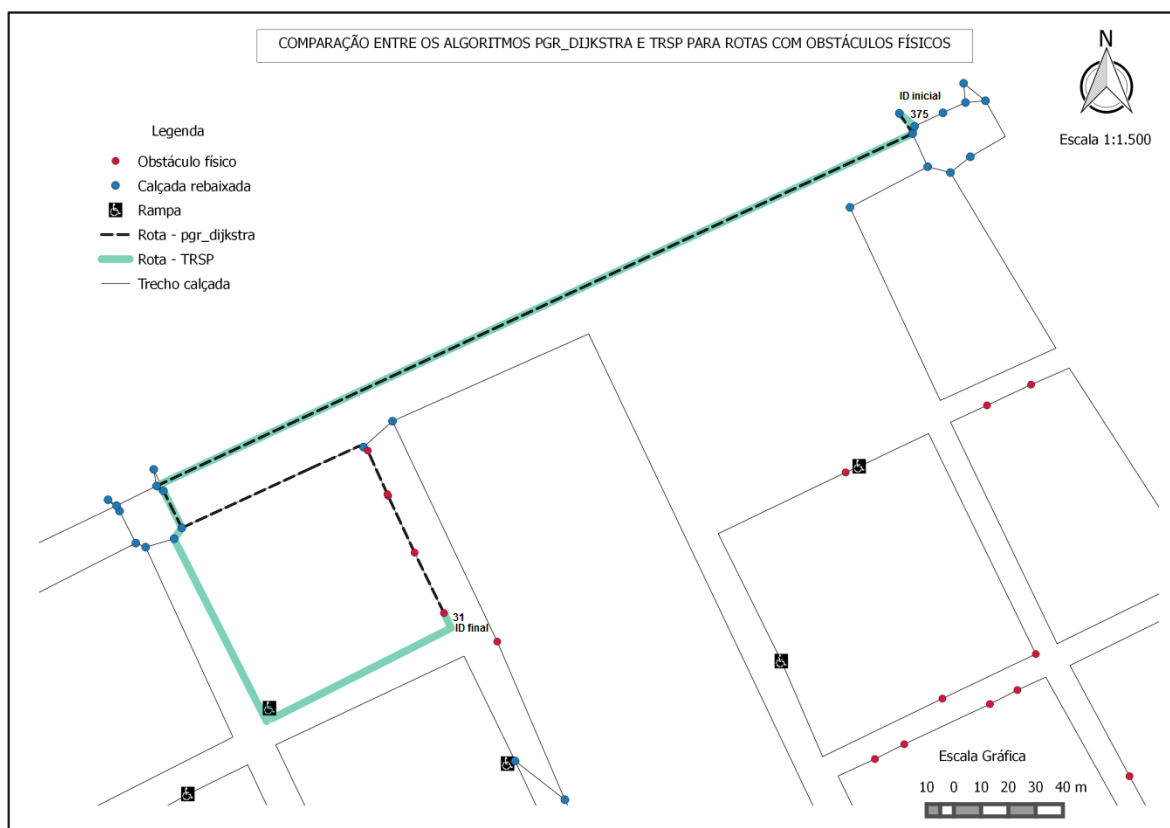 COMPARAÇÃO ENTRE OS ALGORITMOS PGR_DIJKSTRA E TRSP PARA ROTAS COM OBSTÁCULOS FÍSICOS
N
Escala 1:1.500
ID inicial
375
Legenda
Obstáculo físico
Calçada rebaixada
Rampa
Rota - pgr_dijkstra
Rota - TRSP
Trecho calçada
31
ID final
Escala Gráfica
10 0 10 20 30 40 m